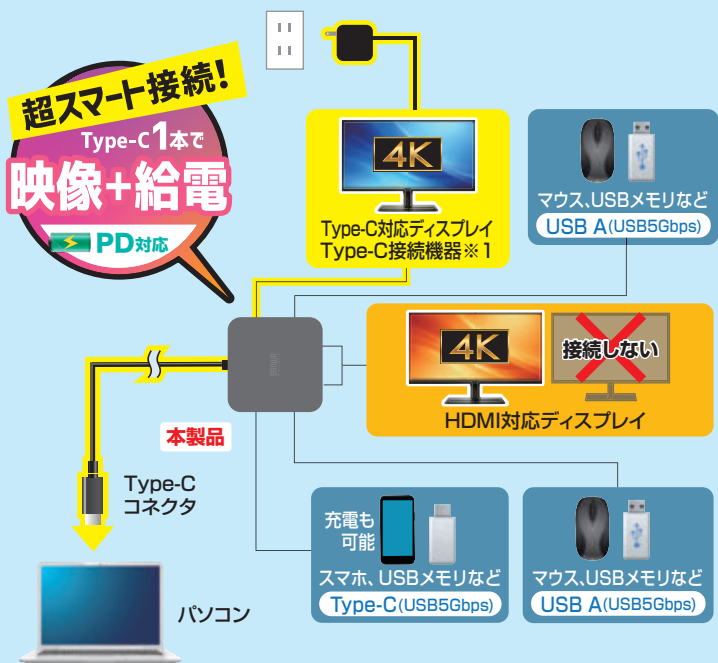 超スマート接続!
Type-C1本で
映像+給電
PD対応
4K
Type-C対応ディスプレイ
Type-C接続機器※1
マウス、USBメモリなど
USB A(USB5Gbps)
4K
接続しない
HDMI対応ディスプレイ
本製品
Type-C
コネクタ
パソコン
充電も
可能
スマホ、USBメモリなど
Type-C(USB5Gbps)
マウス、USBメモリなど
USB A(USB5Gbps)